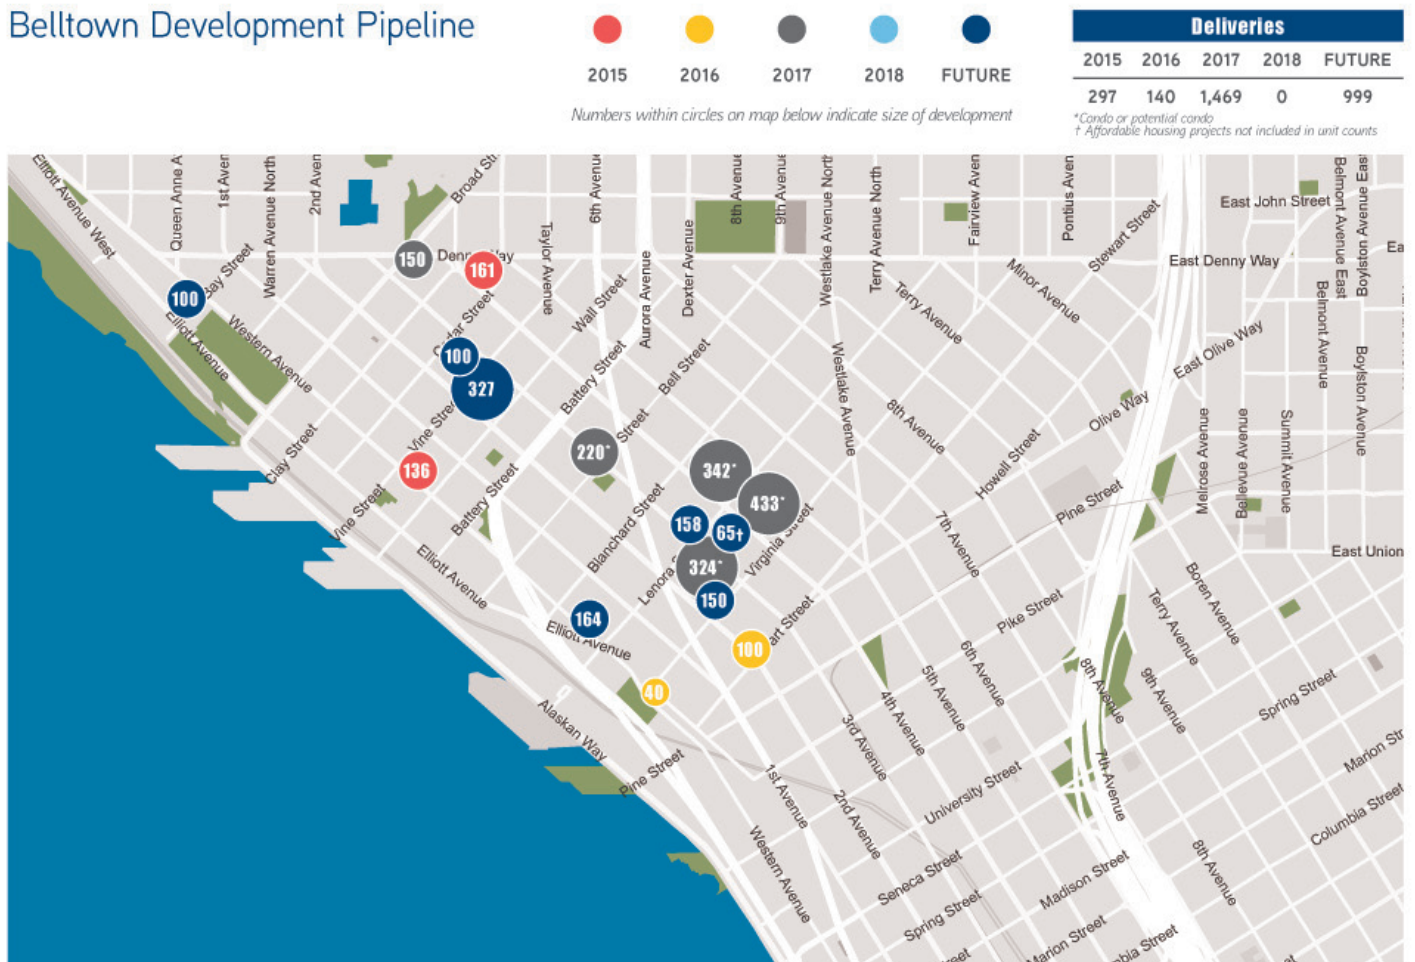 Belltown Development Pipeline
2015
2016
2017
2018
FUTURE
Numbers within circles on map below indicate size of development
Deliveries
2015 2016 2017 2018 FUTURE
297 140 1,469 0 999
*Condo or potential condo
† Affordable housing projects not included in unit counts
Elliott Avenue West
Queen Anne A
1st Aven
Warren Avenue North
2nd Aven
Broad Str
Taylor Avenue
6th Avenue
Aurora Avenue
Dexter Avenue
8th Avenue
9th Avenue
Westlake Avenue North
Terry Avenue North
Fairview Aven
Pontius Aven
Stewart Street
East John Street
Belmont Avenue East
Boylston Avenue Eas
East Denny Way
Ea
150
161
100
Bay Street
Elliott Avenue
Western Avenue
Wall Street
Battery Street
Bell Street
Terry Avenue
Minor Avenue
East Olive Way
Belmont Avenue
Boylston Avenue
100
327
Vine Stree
Clay Street
136
Vine Street
Battery Street
220*
Street
342*
433*
158
65†
324*
150
Blanchard Street
Lenora S
Virginia Street
Westlake Avenue
8th Avenue
7th Avenue
Howell Street
Olive Way
Pine Street
Melrose Avenue
Bellevue Avenue
Summit Avenue
East Union
Elliott Avenue
164
Elliott Avenue
100
art Street
40
Pike Street
Boren Avenue
Terry Avenue
9th Avenue
8th Avenue
7th Avenue
6th Avenue
5th Avenue
4th Avenue
3rd Avenue
2nd Avenue
1st Avenue
Western Avenue
Alaskan Way
Pine Street
University Street
Spring Street
Marion Str
Columbia Street
8th Avenue
Seneca Street
Madison Street
Spring Street
Marion Street
bia Street
reet